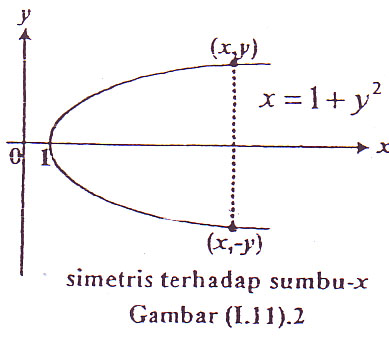 y
(x,y)
x = 1 + y²
0 1 x
(x,-y)
simetris terhadap sumbu-x
Gambar (I.11).2